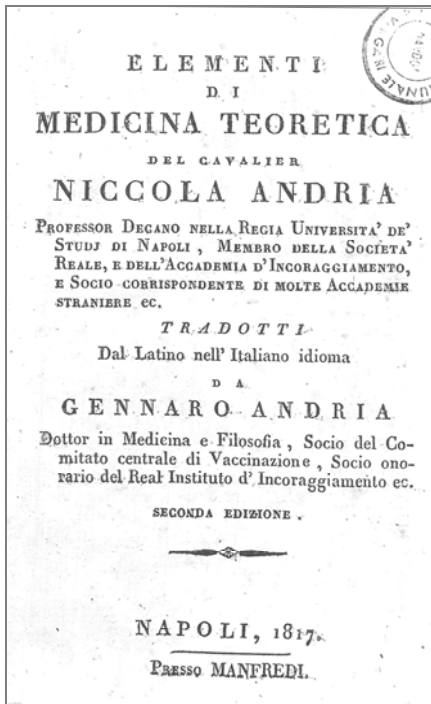 ELEMENTI
DI
MEDICINA TEORETICA
DEL CAVALIER
NICCOLA ANDRIA
PROFESSOR DECANO NELLA REGIA UNIVERSITA' DE'
STUDJ DI NAPOLI , MEMBRO DELLA SOCIETA'
REALE, E DELL'ACCADEMIA D'INCORAGGIAMENTO,
E SOCIO CORRISPONDENTE DI MOLTE ACCADEMIE
STRANIERE ec.
TRADOTTI
Dal Latino nell' Italiano idioma
DA
GENNARO ANDRIA
Dottor in Medicina e Filosofia , Socio del Co-
mitato centrale di Vaccinazione , Socio ono-
rario del Real Instituto d' Incoraggiamento ec.
SECONDA EDIZIONE .
NAPOLI, 1817.
PRESSO MANFREDI.